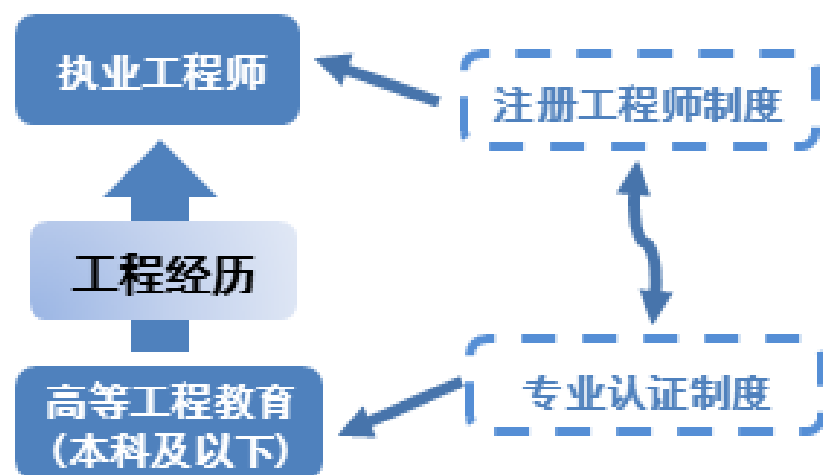 执业工程师
注册工程师制度
工程经历
高等工程教育
(本科及以下)
专业认证制度